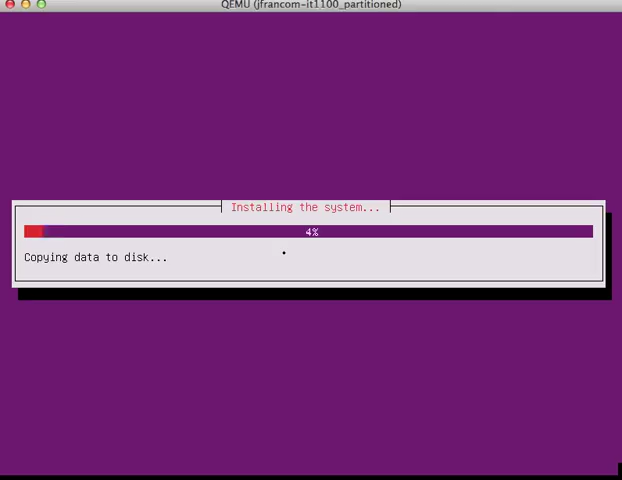 QEMU (jfrancom-it1100_partitioned)
Installing the system...
4%
Copying data to disk...